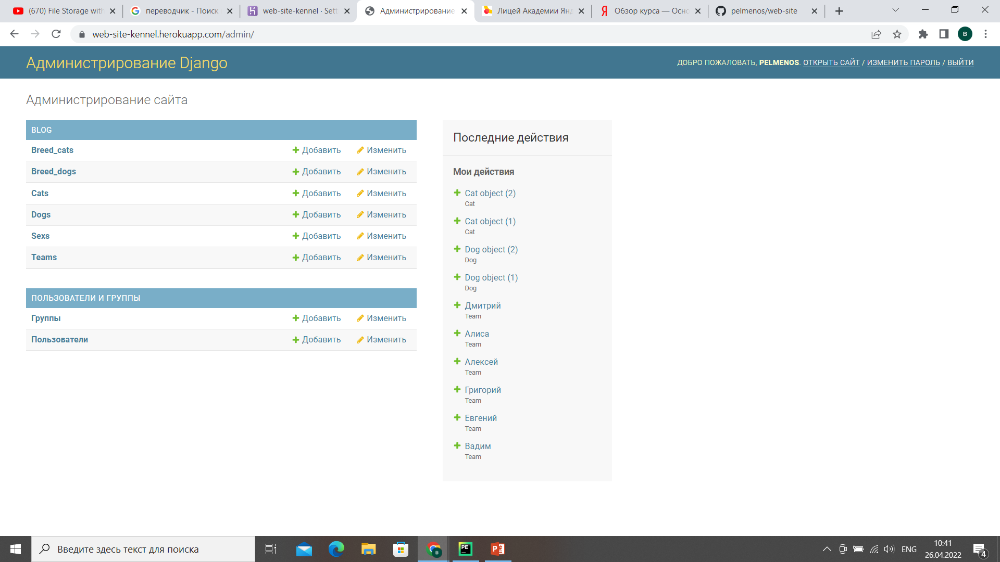 (670) File Storage with
переводчик - Поиск
web-site-kennel · Sett
Администрирование
Лицей Академии Янд
Обзор курса — Осно
pelmenos/web-site
web-site-kennel.herokuapp.com/admin/
B
Администрирование Django
ДОБРО ПОЖАЛОВАТЬ, PELMENOS. ОТКРЫТЬ САЙТ / ИЗМЕНИТЬ ПАРОЛЬ / ВЫЙТИ
Администрирование сайта
BLOG
Breed_cats Добавить Изменить
Breed_dogs Добавить Изменить
Cats Добавить Изменить
Dogs Добавить Изменить
Sexs Добавить Изменить
Teams Добавить Изменить
ПОЛЬЗОВАТЕЛИ И ГРУППЫ
Группы Добавить Изменить
Пользователи Добавить Изменить
Последние действия
Мои действия
Cat object (2)
Cat
Cat object (1)
Cat
Dog object (2)
Dog
Dog object (1)
Dog
Дмитрий
Team
Алиса
Team
Алексей
Team
Григорий
Team
Евгений
Team
Вадим
Team
Введите здесь текст для поиска
ENG
10:41
26.04.2022
4